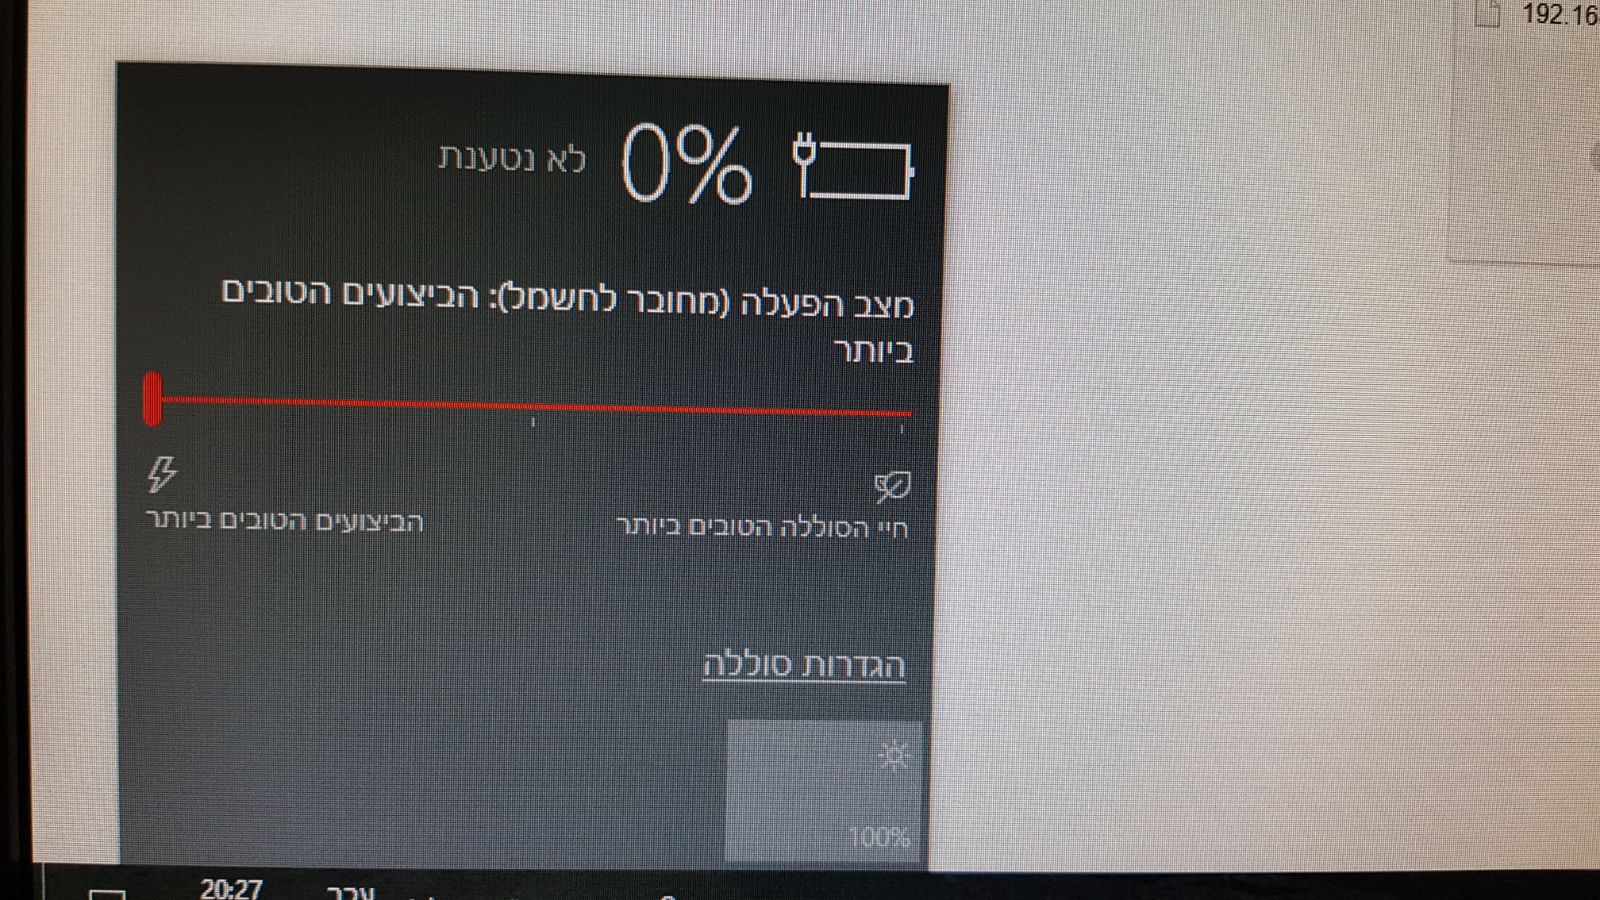 192.16
0% לא נטענת
מצב הפעלה (מחובר לחשמל): הביצועים הטובים
ביותר
חיי הסוללה הטובים ביותר
הביצועים הטובים ביותר
הגדרות סוללה
100%
ערך
20:27